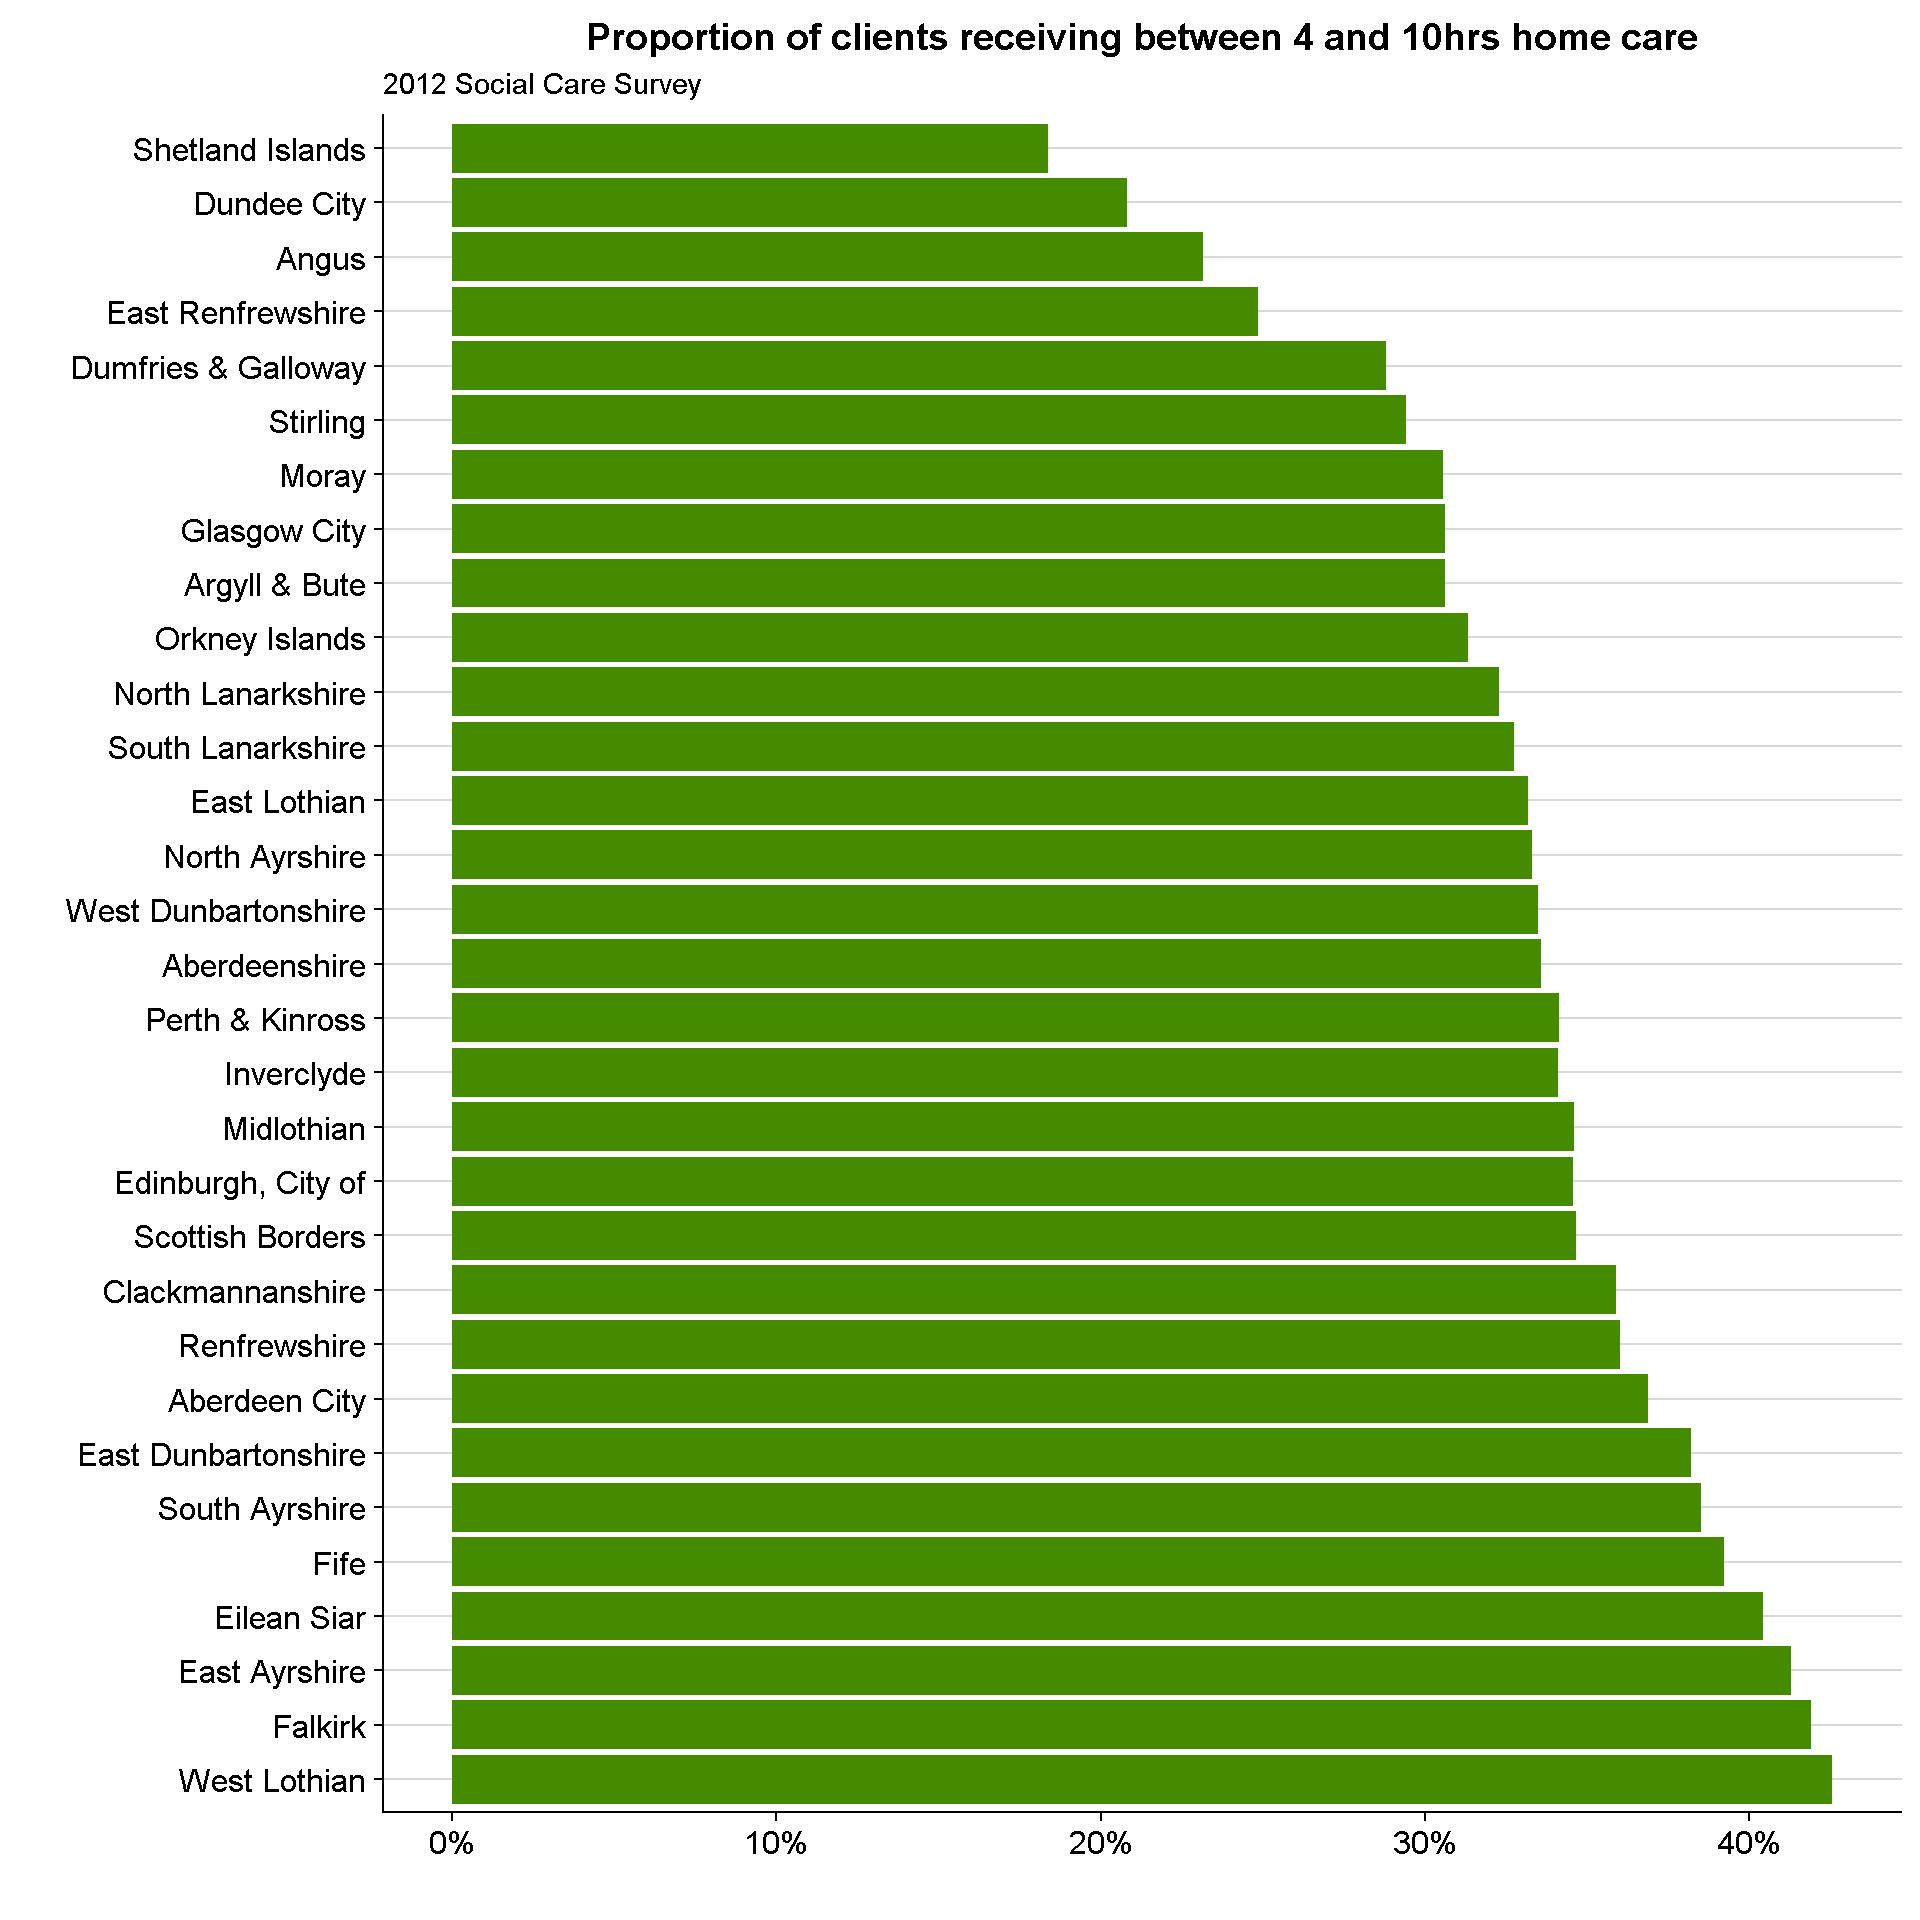 Proportion of clients receiving between 4 and 10hrs home care
2012 Social Care Survey
Shetland Islands
Dundee City
Angus
East Renfrewshire
Dumfries & Galloway
Stirling
Moray
Glasgow City
Argyll & Bute
Orkney Islands
North Lanarkshire
South Lanarkshire
East Lothian
North Ayrshire
West Dunbartonshire
Aberdeenshire
Perth & Kinross
Inverclyde
Midlothian
Edinburgh, City of
Scottish Borders
Clackmannanshire
Renfrewshire
Aberdeen City
East Dunbartonshire
South Ayrshire
Fife
Eilean Siar
East Ayrshire
Falkirk
West Lothian
0% 10% 20% 30% 40%